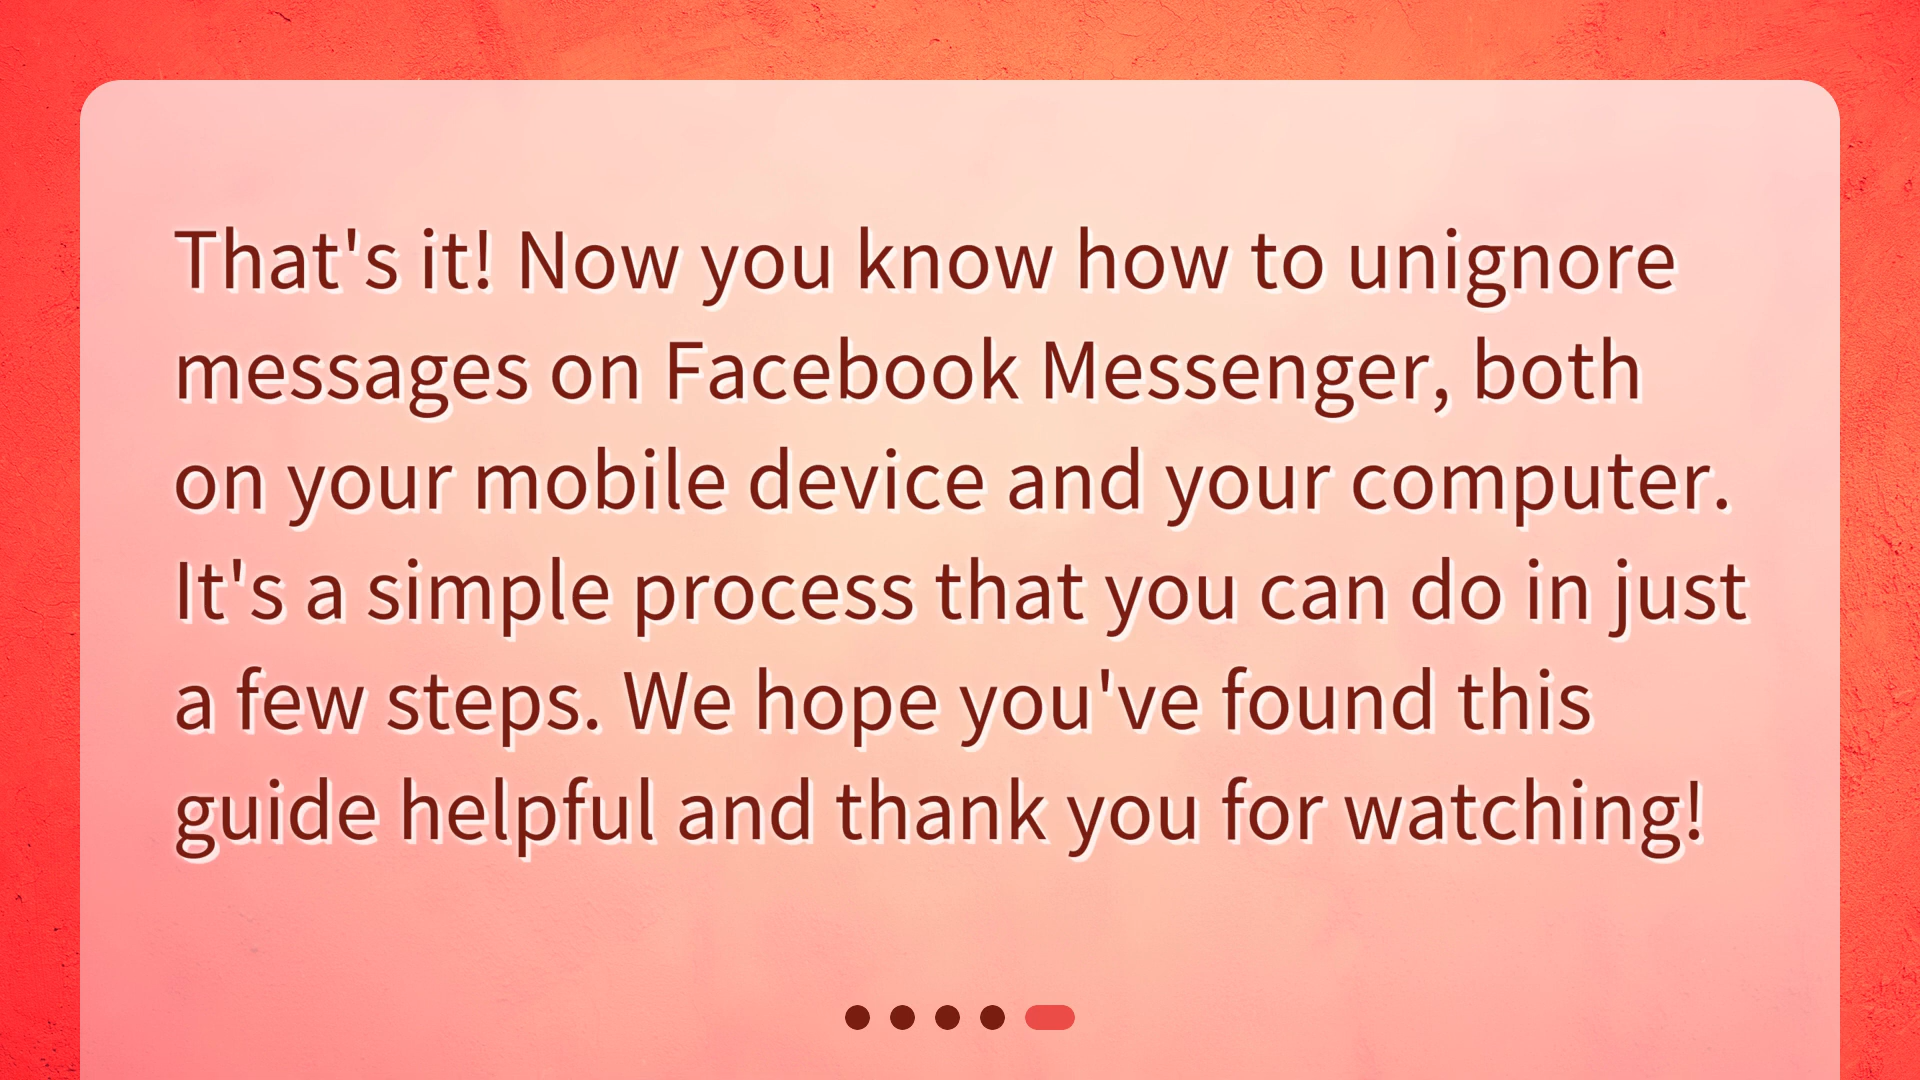 That's it! Now you know how to unignore
messages on Facebook Messenger, both
on your mobile device and your computer.
It's a simple process that you can do in just
a few steps. We hope you've found this
guide helpful and thank you for watching!